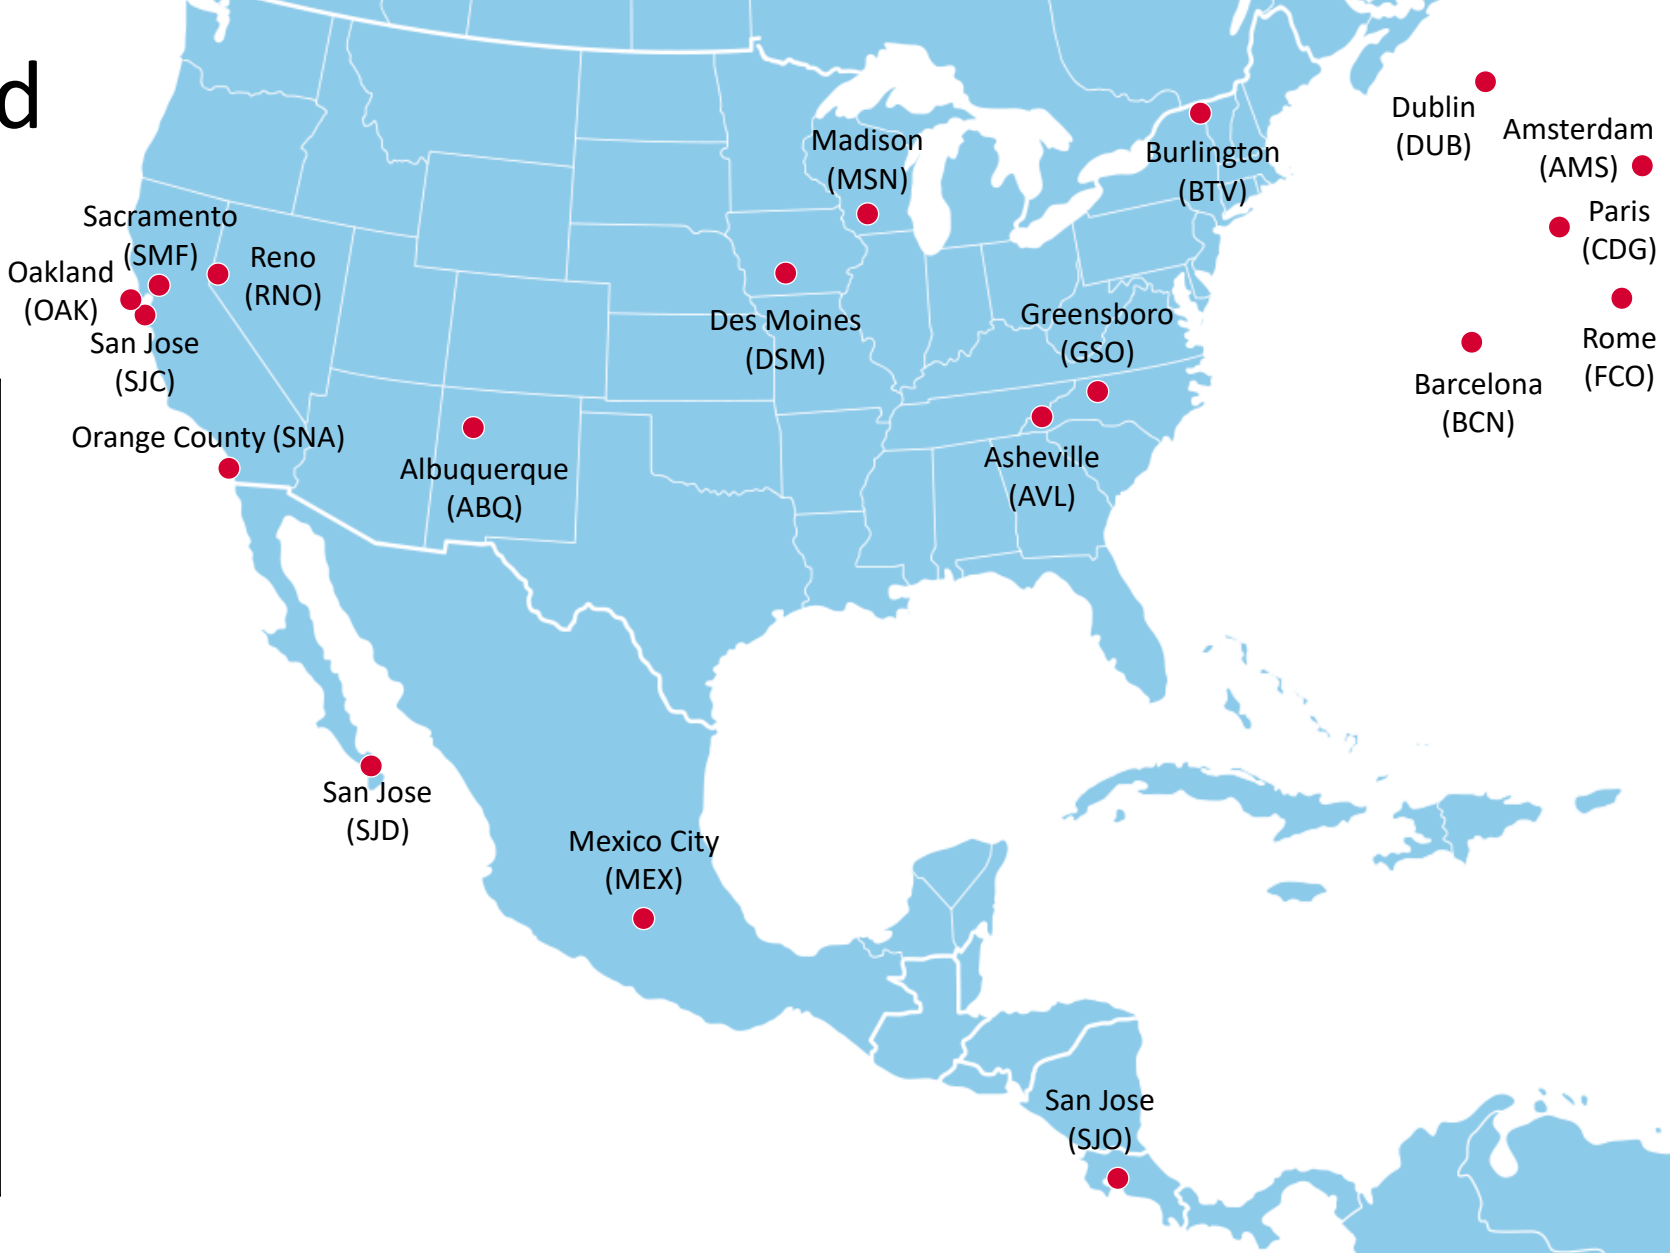 d
Dublin
(DUB)
Amsterdam
(AMS)
Madison
(MSN)
Burlington
(BTV)
Paris
(CDG)
Sacramento
(SMF)
Reno
(RNO)
Oakland
(OAK)
San Jose
(SJC)
Des Moines
(DSM)
Greensboro
(GSO)
Rome
(FCO)
Barcelona
(BCN)
Orange County (SNA)
Albuquerque
(ABQ)
Asheville
(AVL)
San Jose
(SJD)
Mexico City
(MEX)
San Jose
(SJO)